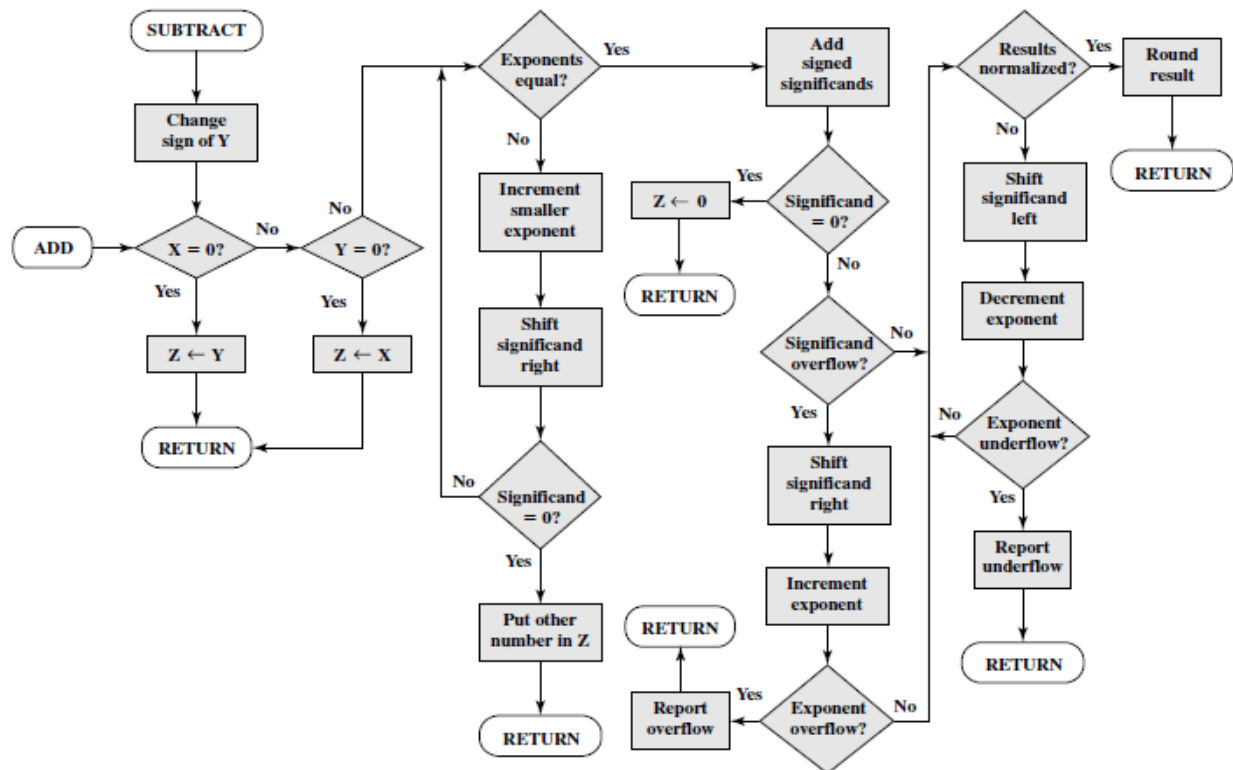 SUBTRACT
Change
sign of Y
ADD
X = 0?
No
Yes
Z ← Y
RETURN
Y = 0?
No
Yes
Z ← X
Exponents
equal?
Yes
No
Increment
smaller
exponent
Shift
significand
right
Significand
= 0?
No
Yes
Put other
number in Z
RETURN
Add
signed
significands
Significand
= 0?
Yes
Z ← 0
RETURN
No
Significand
overflow?
No
Yes
Shift
significand
right
Increment
exponent
Exponent
overflow?
Yes
Report
overflow
RETURN
No
Results
normalized?
Yes
Round
result
RETURN
No
Shift
significand
left
Decrement
exponent
Exponent
underflow?
No
Yes
Report
underflow
RETURN